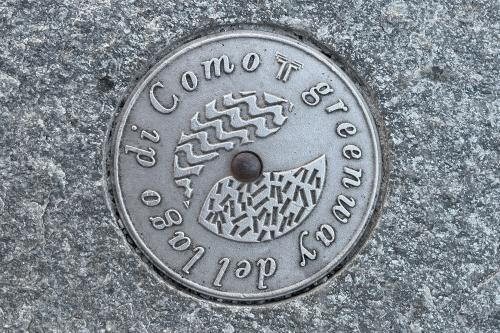 greenway del lago di Como